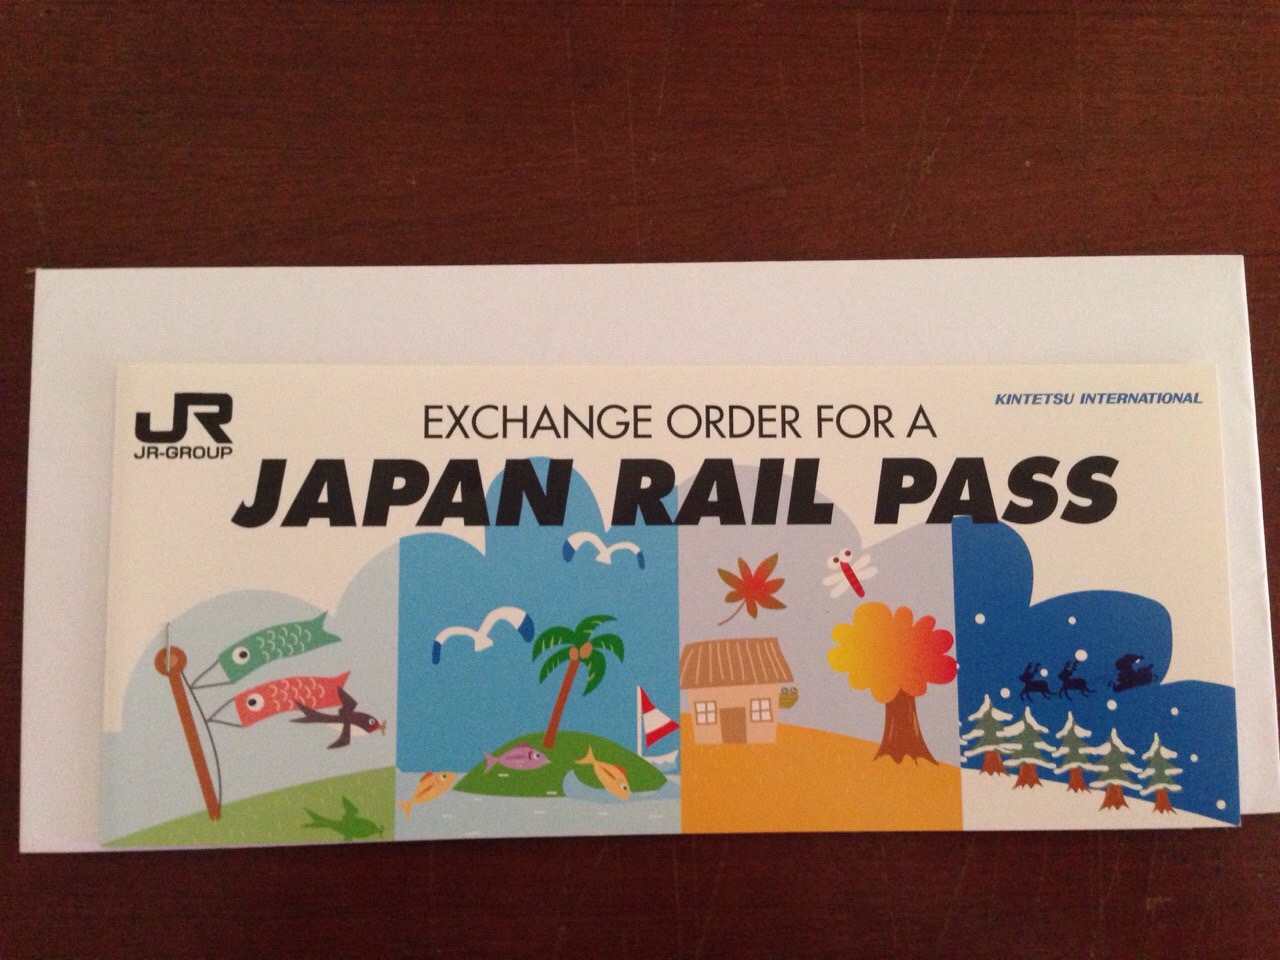 JR
JR-GROUP
EXCHANGE ORDER FOR A
KINTETSU INTERNATIONAL
JAPAN RAIL PASS